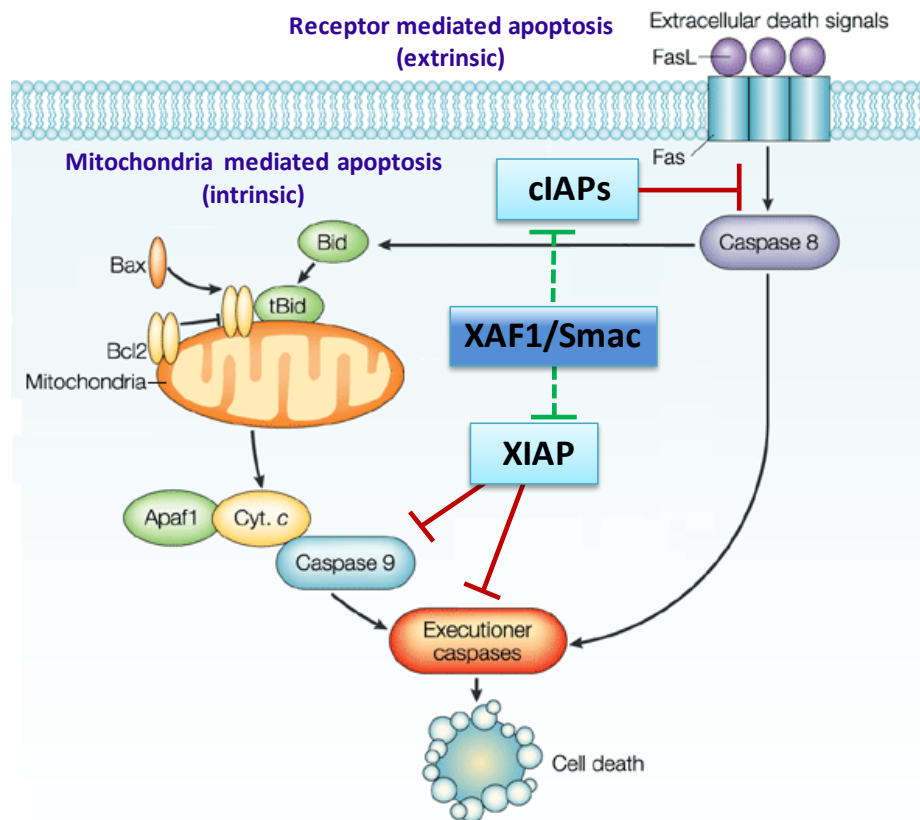 Receptor mediated apoptosis
(extrinsic)
Extracellular death signals
FasL
Fas
Mitochondria mediated apoptosis
(intrinsic)
cIAPs
Bid
Caspase 8
Bax
tBid
XAF1/Smac
Bcl2
Mitochondria
XIAP
Apaf1
Cyt. c
Caspase 9
Executioner
caspases
Cell death